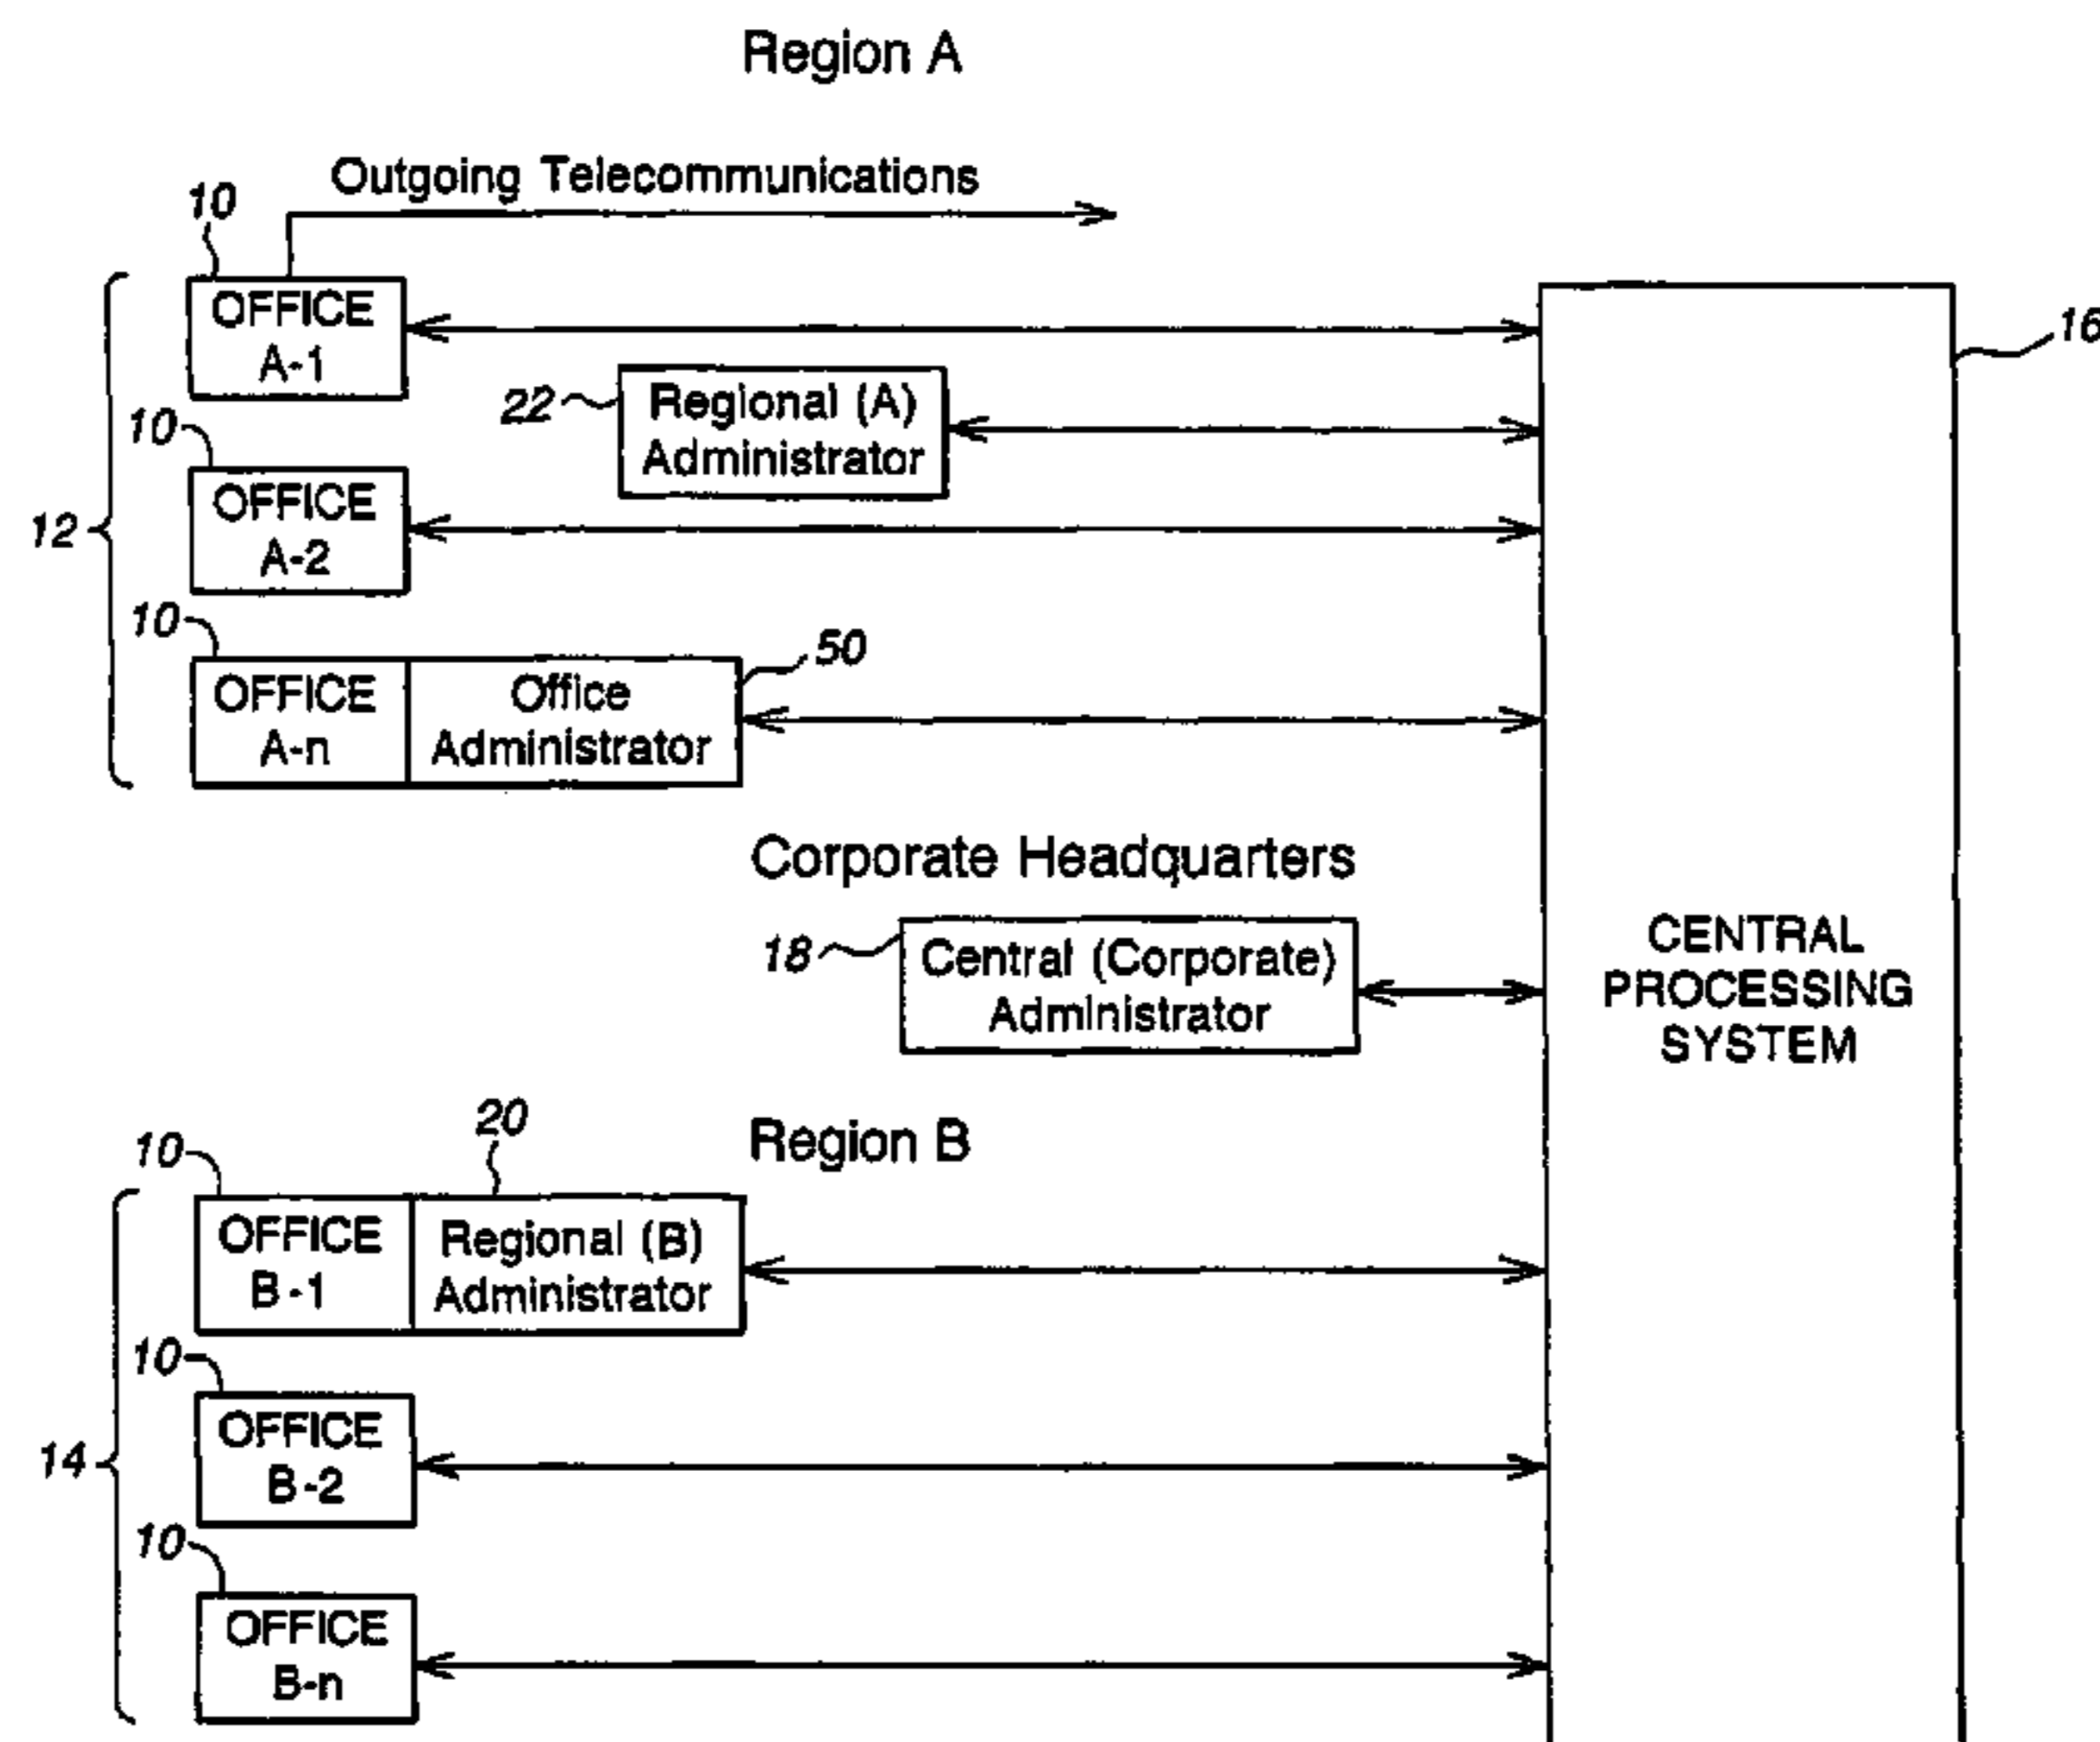 Region A
Outgoing Telecommunications
10
OFFICE
A-1
16
22
Regional (A)
Administrator
10
OFFICE
A-2
12
10
50
OFFICE
A-n
Office
Administrator
Corporate Headquarters
18
Central (Corporate)
Administrator
CENTRAL
PROCESSING
SYSTEM
Region B
20
10
OFFICE
B-1
Regional (B)
Administrator
10
OFFICE
B-2
14
10
OFFICE
B-n